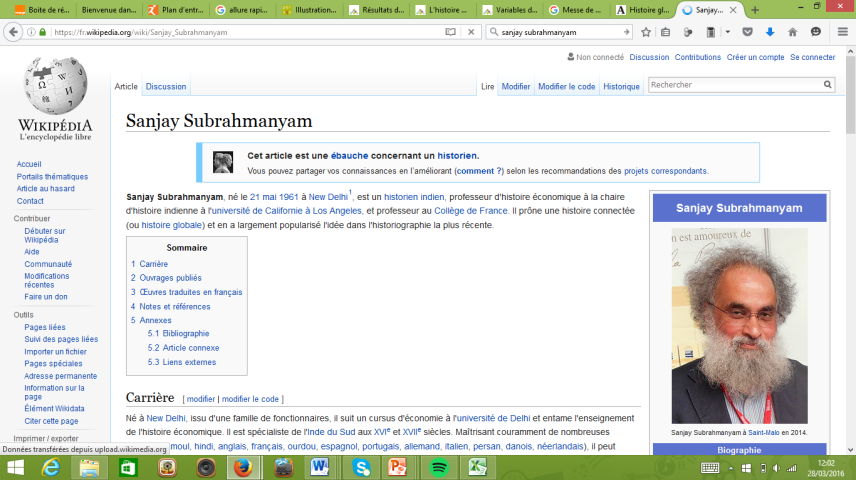 Boite de ré...
Bienvenue dan...
Plan d'entr...
allure rapi...
Illustration...
Résultats d...
L'histoire ...
Variables d...
Messe de ...
Histoire gl...
Sanjay...
https://fr.wikipedia.org/wiki/Sanjay_Subrahmanyam
sanjay subrahmanyam
Non connecté Discussion Contributions Créer un compte Se connecter
WIKIPÉDIA
L'encyclopédie libre
Article Discussion
Lire Modifier Modifier le code Historique
Rechercher
Accueil
Portails thématiques
Article au hasard
Contact
Contribuer
Débuter sur
Wikipédia
Aide
Communauté
Modifications
récentes
Faire un don
Outils
Pages liées
Suivi des pages liées
Importer un fichier
Pages spéciales
Adresse permanente
Information sur la
page
Élément Wikidata
Citer cette page
Imprimer / exporter
Sanjay Subrahmanyam
Cet article est une ébauche concernant un historien.
Vous pouvez partager vos connaissances en l'améliorant (comment ?) selon les recommandations des projets correspondants.
Sanjay Subrahmanyam, né le 21 mai 1961 à New Delhi1, est un historien indien, professeur d'histoire économique à la chaire
d'histoire indienne à l'université de Californie à Los Angeles, et professeur au Collège de France. Il prône une histoire connectée
(ou histoire globale) et en a largement popularisé l'idée dans l'historiographie la plus récente.
Sommaire
1 Carrière
2 Ouvrages publiés
3 Œuvres traduites en français
4 Notes et références
5 Annexes
5.1 Bibliographie
5.2 Article connexe
5.3 Liens externes
Carrière [ modifier | modifier le code ]
Né à New Delhi, issu d'une famille de fonctionnaires, il suit un cursus d'économie à l'université de Delhi et entame l'enseignement
de l'histoire économique. Il est spécialiste de l'Inde du Sud aux XVIe et XVIIe siècles. Maîtrisant couramment de nombreuses
moul, hindi, anglais, français, ourdou, espagnol, portugais, allemand, italien, persan, danois, néerlandais), il peut
Sanjay Subrahmanyam
n est amoureux de
Sanjay Subrahmanyam à Saint-Malo en 2014.
Biographie
Données transférées depuis upload.wikimedia.org
12:02
28/03/2016